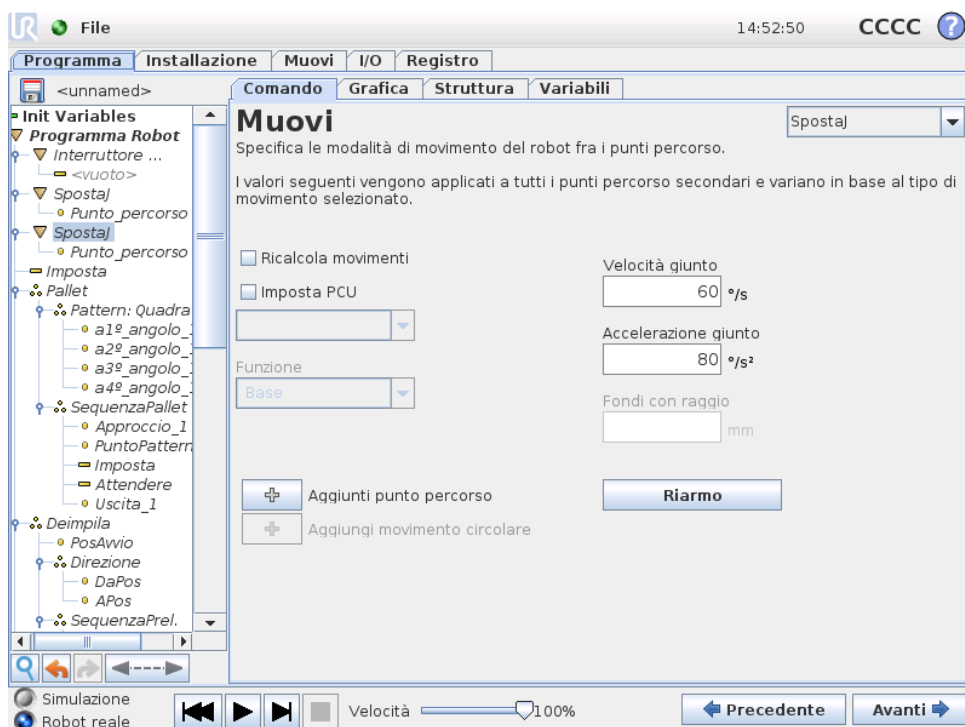 UR File 14:52:50 CCCC ?
Programma Installazione Muovi I/O Registro
<unnamed>
Comando Grafica Struttura Variabili
Init Variables
Programma Robot
Interruttore ...
<vuoto>
SpostaJ
Punto_percorso
SpostaJ
Punto_percorso
Imposta
Pallet
Pattern: Quadra
a1º_angolo_1
a2º_angolo_1
a3º_angolo_
a4º_angolo_
SequenzaPallet
Approccio_1
PuntoPattern
Imposta
Attendere
Uscita_1
Deimpila
PosAvvio
Direzione
DaPos
APos
SequenzaPrel.
Muovi
SpostaJ
Specifica le modalità di movimento del robot fra i punti percorso.
I valori seguenti vengono applicati a tutti i punti percorso secondari e variano in base al tipo di
movimento selezionato.
Ricalcola movimenti
Imposta PCU
Funzione
Base
Velocità giunto
60 °/s
Accelerazione giunto
80 °/s²
Fondi con raggio
mm
Aggiunti punto percorso
Riarmo
Aggiungi movimento circolare
Simulazione
Robot reale
Velocità 100%
Precedente
Avanti